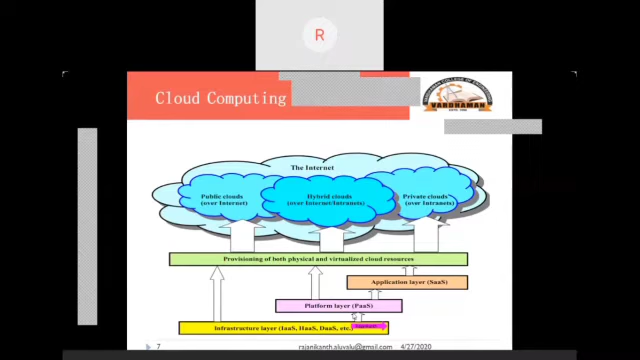 R
Cloud Computing
VARDHAMAN
The Internet
Public clouds
(over Internet)
Hybrid clouds
(over Internet/Intranets)
Private clouds
(over Intranets)
Provisioning of both physical and virtualized cloud resources
Application layer (SaaS)
Platform layer (PaaS)
Infrastructure layer (IaaS, HaaS, DaaS, etc.)
7
rajanikanth.aluvalu@gmail.com
4/27/2020